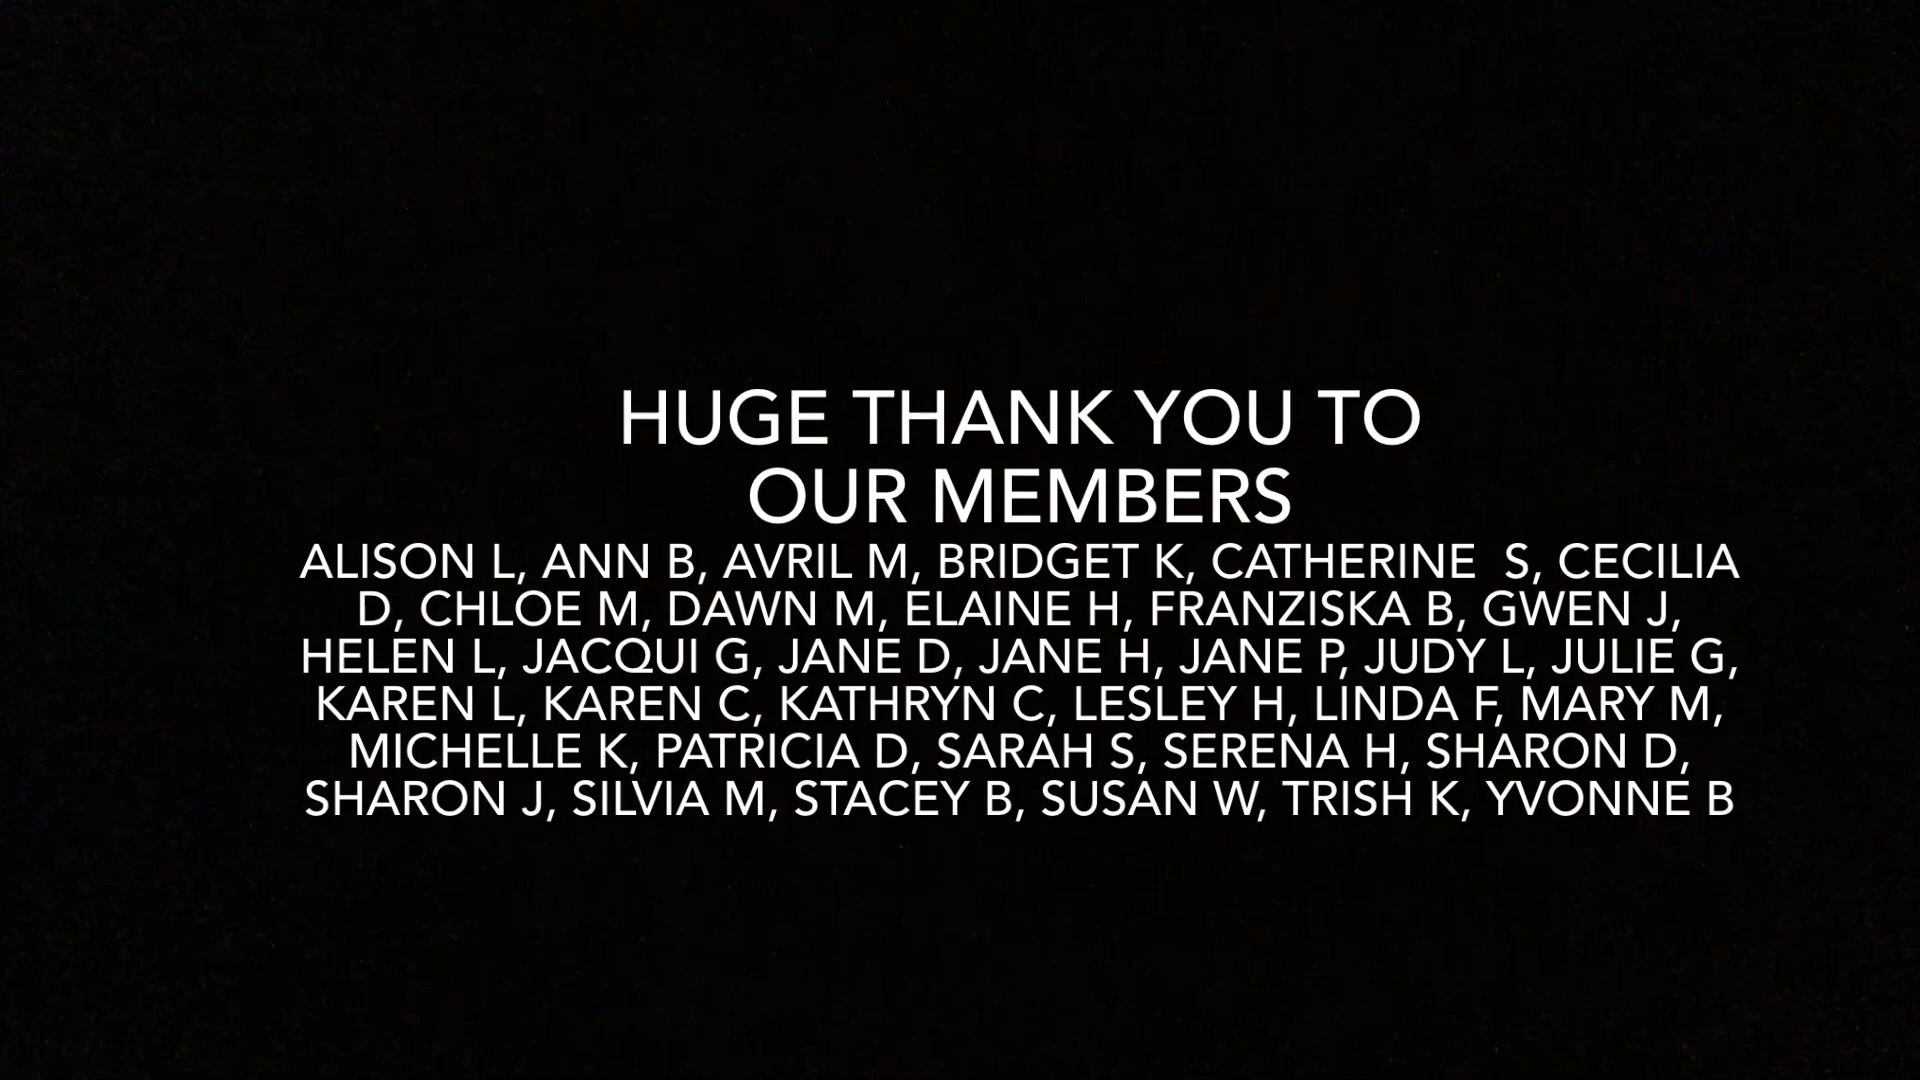 HUGE THANK YOU TO
OUR MEMBERS
ALISON L, ANN B, AVRIL M, BRIDGET K, CATHERINE  S, CECILIA
D, CHLOE M, DAWN M, ELAINE H, FRANZISKA B, GWEN J,
HELEN L, JACQUI G, JANE D, JANE H, JANE P, JUDY L, JULIE G,
KAREN L, KAREN C, KATHRYN C, LESLEY H, LINDA F, MARY M,
MICHELLE K, PATRICIA D, SARAH S, SERENA H, SHARON D,
SHARON J, SILVIA M, STACEY B, SUSAN W, TRISH K, YVONNE B